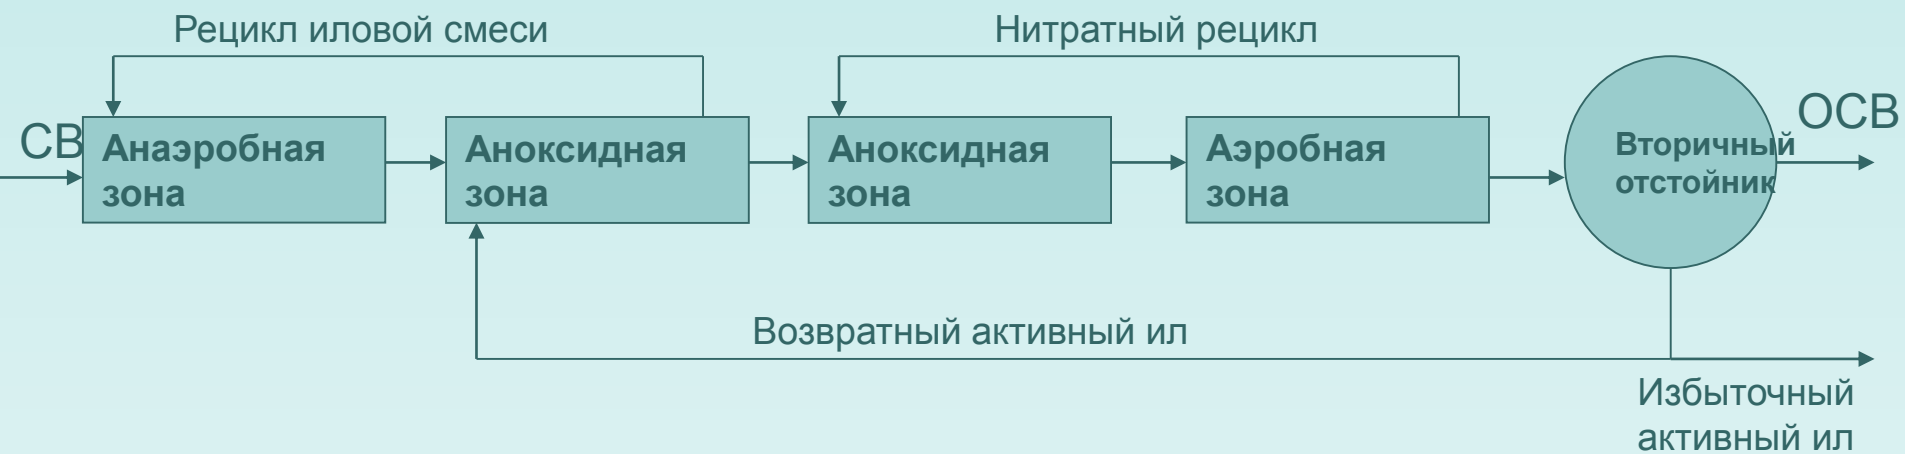 Рецикл иловой смеси
Нитратный рецикл
СВ
Анаэробная
зона
Аноксидная
зона
Аноксидная
зона
Аэробная
зона
Вторичный
отстойник
ОСВ
Возвратный активный ил
Избыточный
активный ил